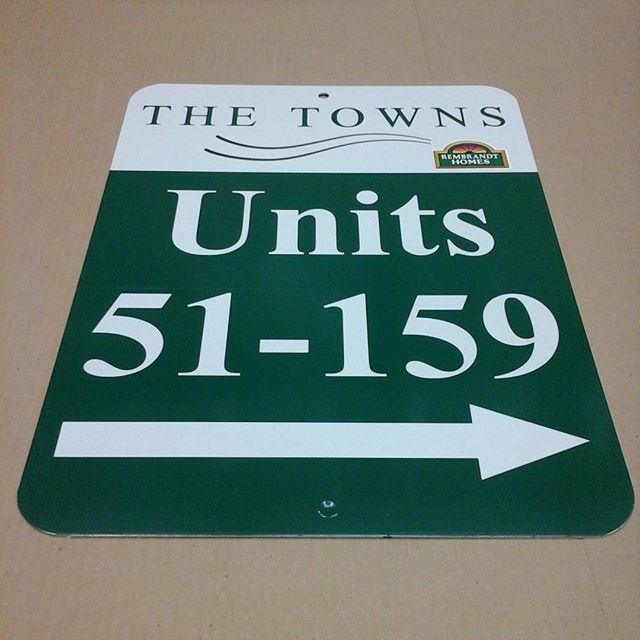 THE TOWNS
REMBRANDT
HOMES
Units
51-159